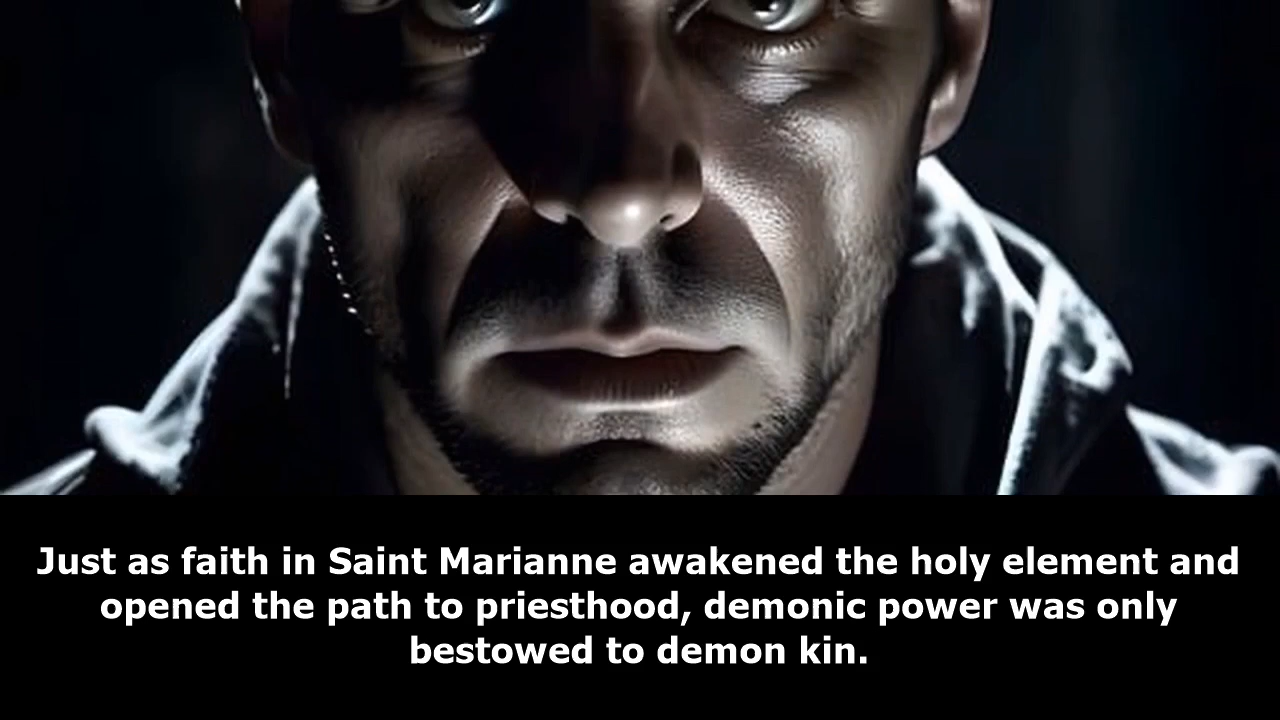 Just as faith in Saint Marianne awakened the holy element and
opened the path to priesthood, demonic power was only
bestowed to demon kin.